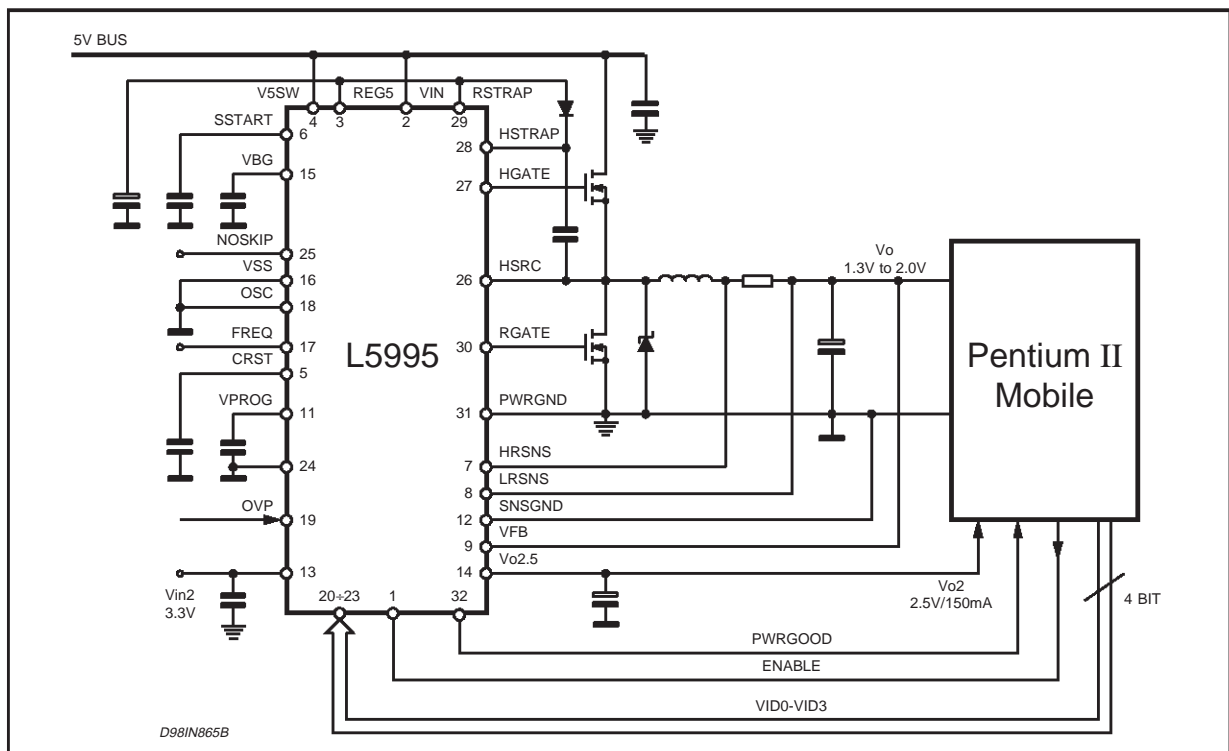 5V BUS
V5SW
REG5
VIN
RSTRAP
4
3
2
29
SSTART
6
VBG
15
NOSKIP
25
VSS
16
OSC
18
FREQ
17
CRST
5
VPROG
11
24
OVP
19
13
Vin2
3.3V
L5995
28
HSTRAP
27
HGATE
26
HSRC
30
RGATE
31
PWRGND
7
HRSNS
8
LRSNS
12
SNSGND
9
VFB
14
Vo2.5
20÷23
1
32
Vo
1.3V to 2.0V
Pentium II
Mobile
Vo2
2.5V/150mA
4 BIT
PWRGOOD
ENABLE
VID0-VID3
D98IN865B